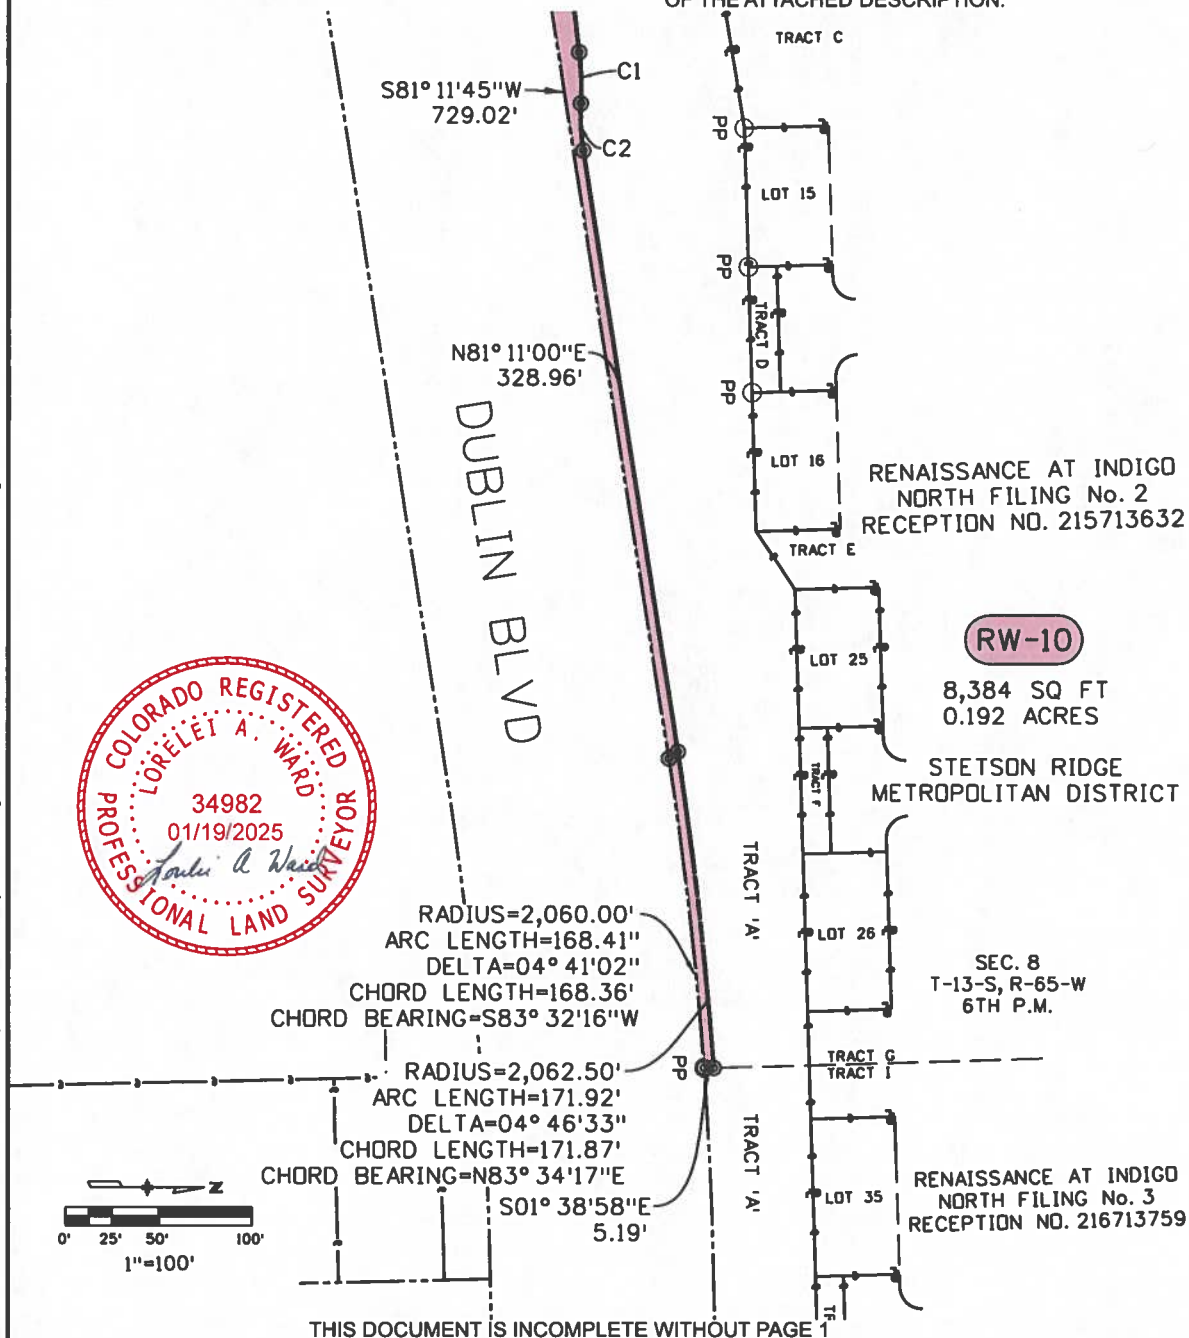 OF THE ATTACHED DESCRIPTION.
TRACT C
C1
S81° 11'45"W
729.02'
C2
PP
LOT 15
PP
TRACT D
N81° 11'00"E
328.96'
PP
DUBLIN BLVD
LOT 16
RENAISSANCE AT INDIGO
NORTH FILING No. 2
RECEPTION NO. 215713632
TRACT E
RW-10
LOT 25
8,384 SQ FT
0.192 ACRES
COLORADO REGISTERED
PROFESSIONAL LAND SURVEYOR
LORELEI A. WARD
34982
01/19/2025
Lorelei A Ward
TRACT F
STETSON RIDGE
METROPOLITAN DISTRICT
TRACT 'A'
RADIUS=2,060.00'
ARC LENGTH=168.41"
DELTA=04° 41'02"
CHORD LENGTH=168.36'
CHORD BEARING=S83° 32'16"W
LOT 26
SEC. 8
T-13-S, R-65-W
6TH P.M.
TRACT G
TRACT I
PP
RADIUS=2,062.50'
ARC LENGTH=171.92'
DELTA=04° 46'33"
CHORD LENGTH=171.87'
CHORD BEARING=N83° 34'17"E
TRACT 'A'
S01° 38'58"E
5.19'
LOT 35
RENAISSANCE AT INDIGO
NORTH FILING No. 3
RECEPTION NO. 216713759
Z
0' 25' 50' 100'
1"=100'
THIS DOCUMENT IS INCOMPLETE WITHOUT PAGE 1